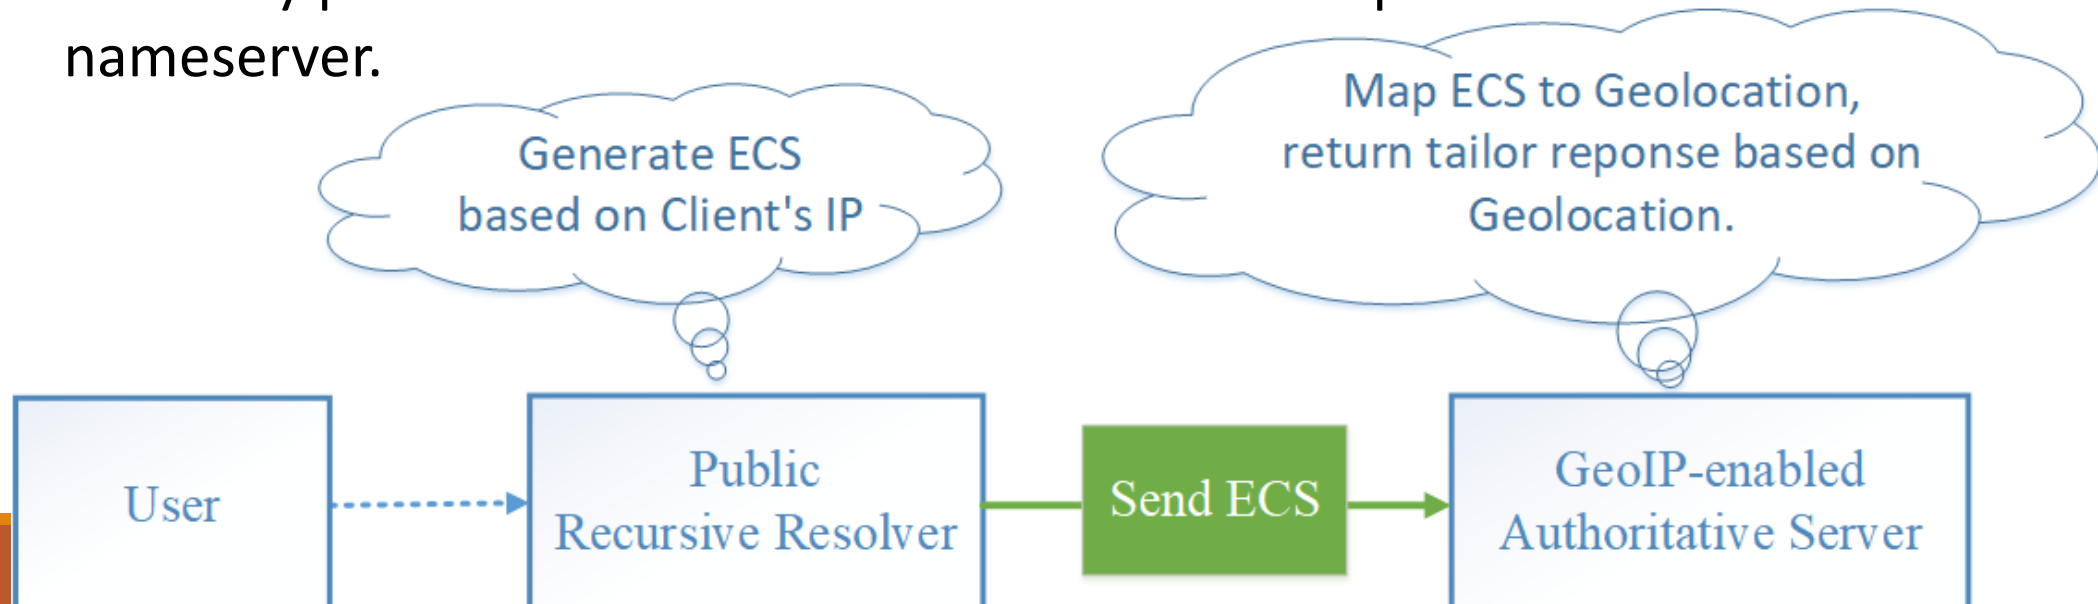 nameserver.
Generate ECS
based on Client's IP
Map ECS to Geolocation,
return tailor reponse based on
Geolocation.
User
Public
Recursive Resolver
Send ECS
GeoIP-enabled
Authoritative Server